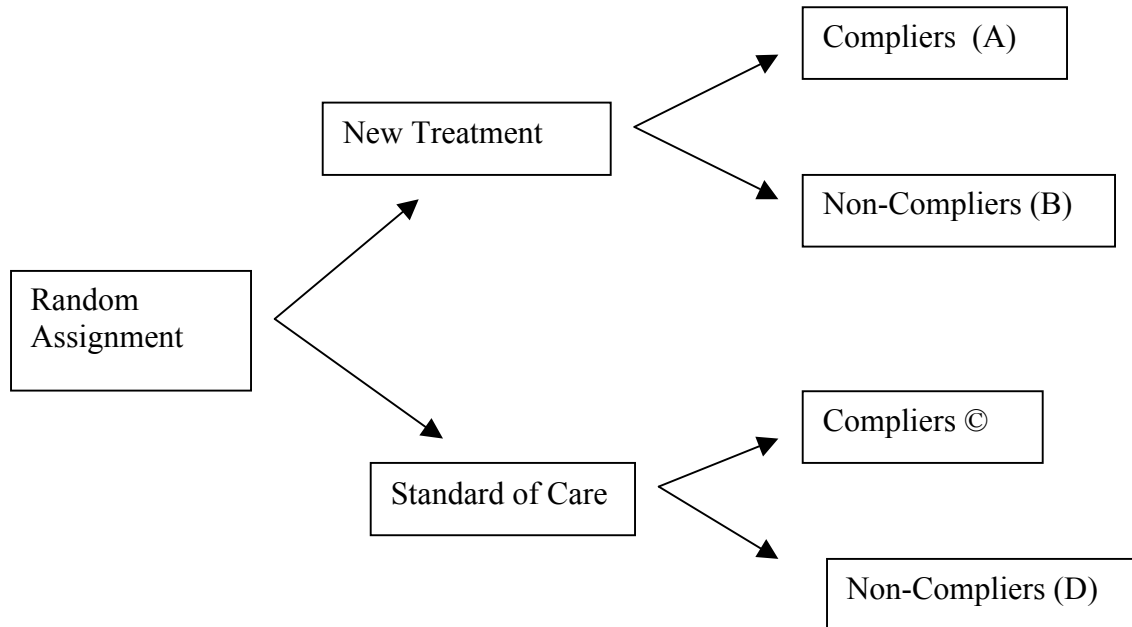 Compliers (A)
New Treatment
Non-Compliers (B)
Random
Assignment
Compliers ©
Standard of Care
Non-Compliers (D)